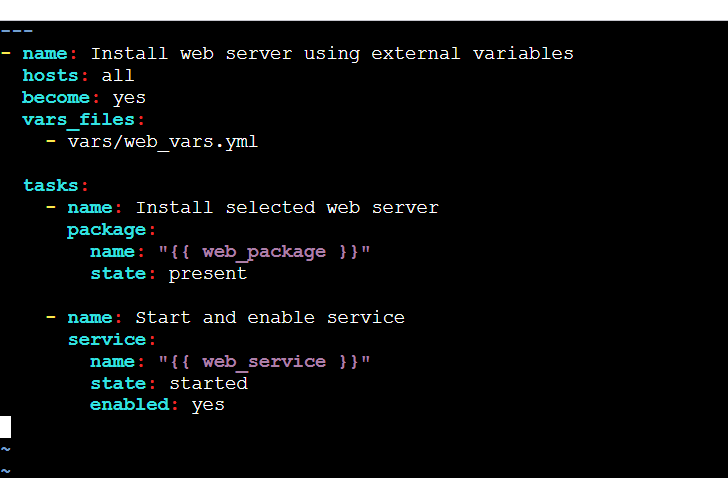 ---
- name: Install web server using external variables
  hosts: all
  become: yes
  vars_files:
    - vars/web_vars.yml

  tasks:
    - name: Install selected web server
      package:
        name: "{{ web_package }}"
        state: present

    - name: Start and enable service
      service:
        name: "{{ web_service }}"
        state: started
        enabled: yes

~
~